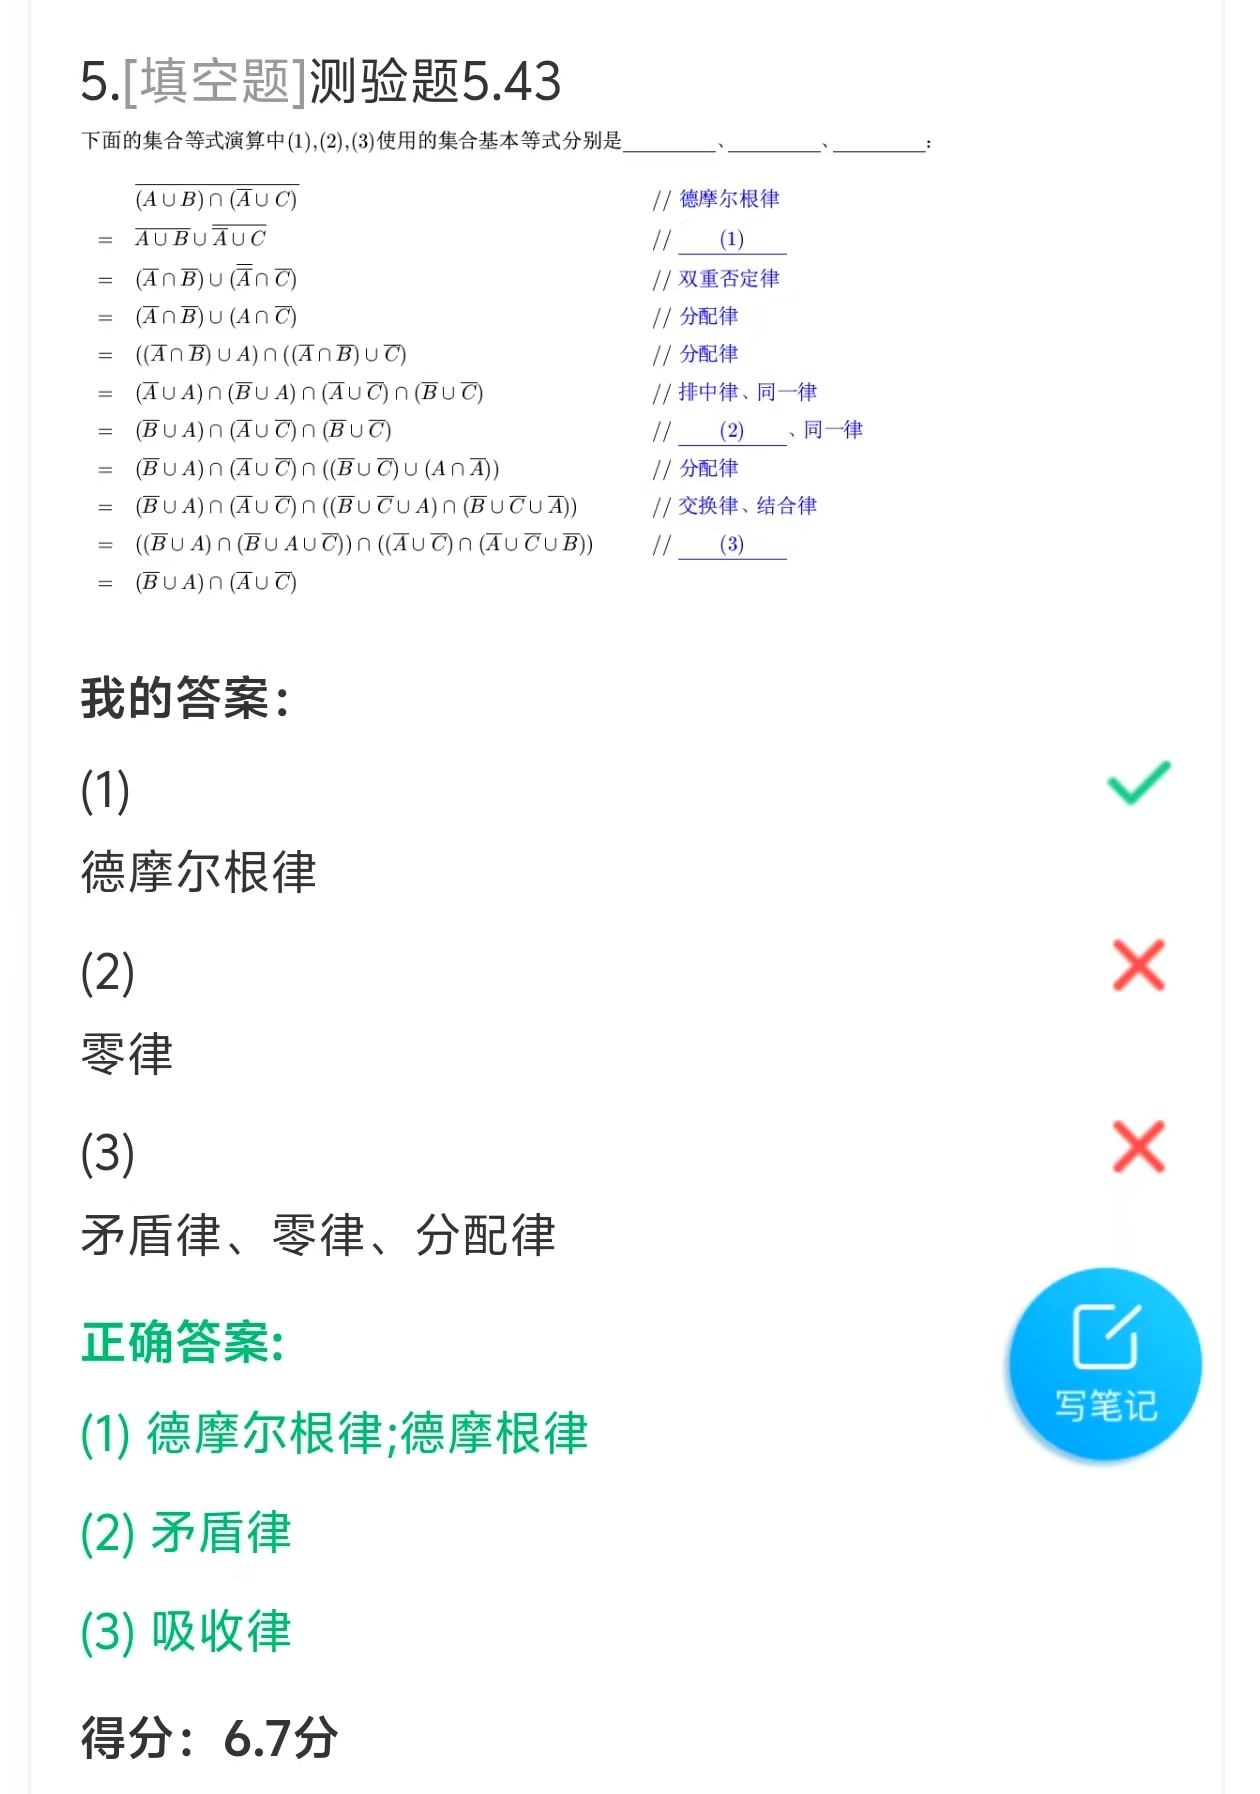 5.[填空题]测验题5.43
下面的集合等式演算中(1),(2),(3)使用的集合基本等式分别是________、________、________:
$\overline{(A \cup B) \cap (\overline{A} \cup C)}$ // 德摩尔根律
= $\overline{A \cup B} \cup \overline{\overline{A} \cup C}$ // (1)
= $(\overline{A} \cap \overline{B}) \cup (\overline{\overline{A}} \cap \overline{C})$ // 双重否定律
= $(\overline{A} \cap \overline{B}) \cup (A \cap \overline{C})$ // 分配律
= $((\overline{A} \cap \overline{B}) \cup A) \cap ((\overline{A} \cap \overline{B}) \cup \overline{C})$ // 分配律
= $(\overline{A} \cup A) \cap (\overline{B} \cup A) \cap (\overline{A} \cup \overline{C}) \cap (\overline{B} \cup \overline{C})$ // 排中律、同一律
= $(\overline{B} \cup A) \cap (\overline{A} \cup \overline{C}) \cap (\overline{B} \cup \overline{C})$ // (2) 、同一律
= $(\overline{B} \cup A) \cap (\overline{A} \cup \overline{C}) \cap ((\overline{B} \cup \overline{C}) \cup (A \cap \overline{A}))$ // 分配律
= $(\overline{B} \cup A) \cap (\overline{A} \cup \overline{C}) \cap ((\overline{B} \cup \overline{C} \cup A) \cap (\overline{B} \cup \overline{C} \cup \overline{A}))$ // 交换律、结合律
= $((\overline{B} \cup A) \cap (\overline{B} \cup A \cup \overline{C})) \cap ((\overline{A} \cup \overline{C}) \cap (\overline{A} \cup \overline{C} \cup \overline{B}))$ // (3)
= $(\overline{B} \cup A) \cap (\overline{A} \cup \overline{C})$
我的答案：
(1)
德摩尔根律
(2)
零律
(3)
矛盾律、零律、分配律
正确答案:
(1) 德摩尔根律;德摩根律
写笔记
(2) 矛盾律
(3) 吸收律
得分：6.7分